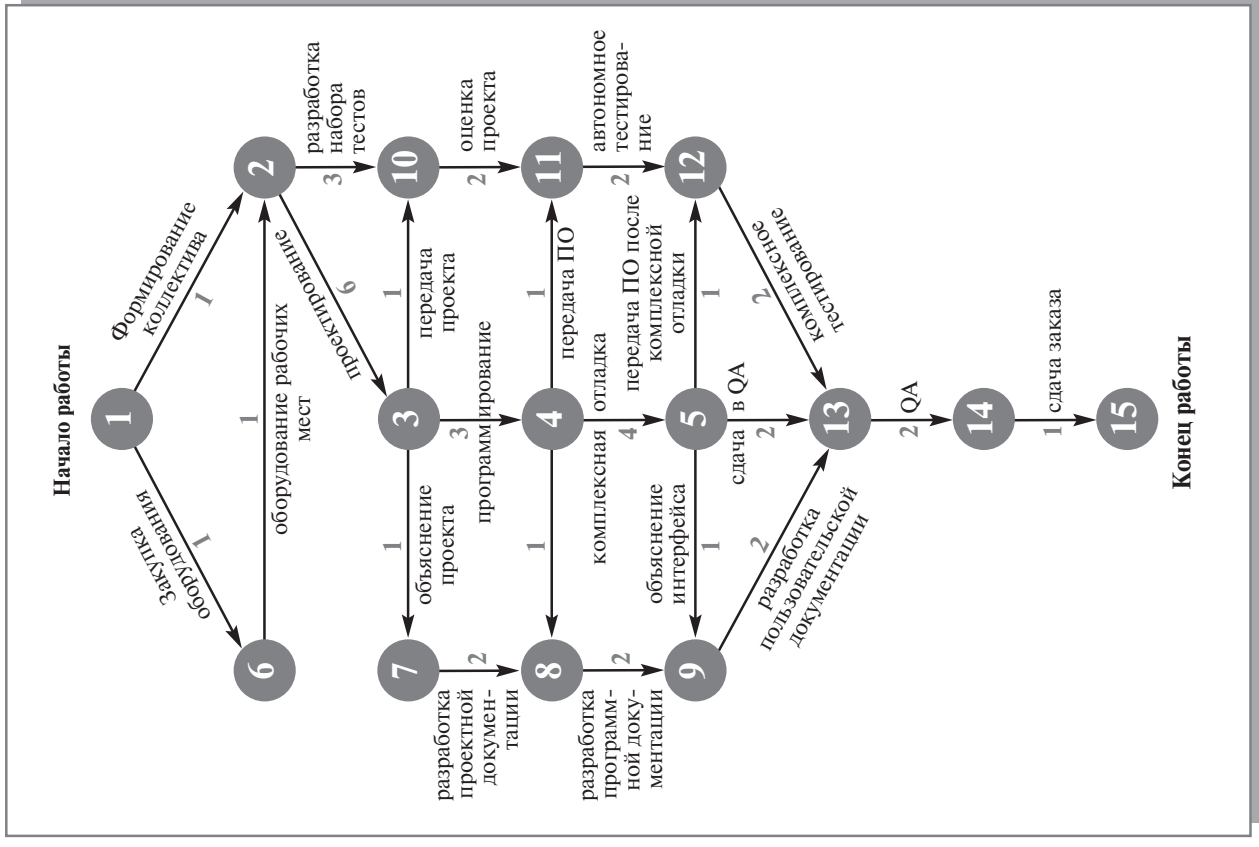 Начало работы
1
Формирование
коллектива
1
Закупка
оборудования
1
2
6
1
оборудование рабочих
мест
разработка
набора
тестов
3
проектирование
6
3
10
7
1
передача
проекта
1
объяснение
проекта
оценка
проекта
2
программирование
3
разработка
проектной
докумен-
тации
2
4
11
8
1
передача ПО
1
автономное
тестирова-
ние
2
комплексная отладка
4
разработка
программ-
ной доку-
ментации
2
5
12
9
передача ПО после
комплексной
отладки
1
объяснение
интерфейса
1
сдача в QA
2
2
комплексное
тестирование
2
разработка
пользовательской
документации
13
QA
2
14
сдача заказа
1
15
Конец работы